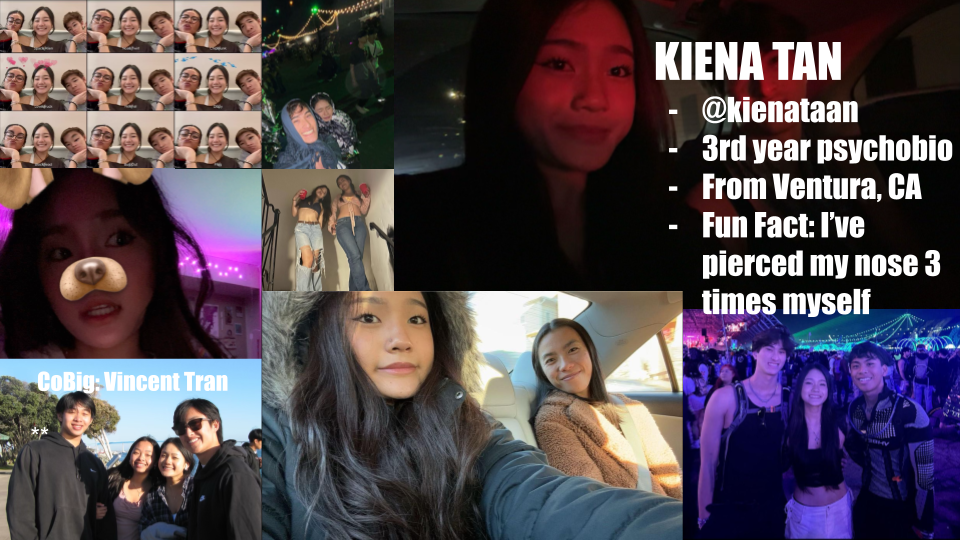 KIENA TAN
- @kienataan
- 3rd year psychobio
- From Ventura, CA
- Fun Fact: I’ve
pierced my nose 3
times myself
CoBig: Vincent Tran
**